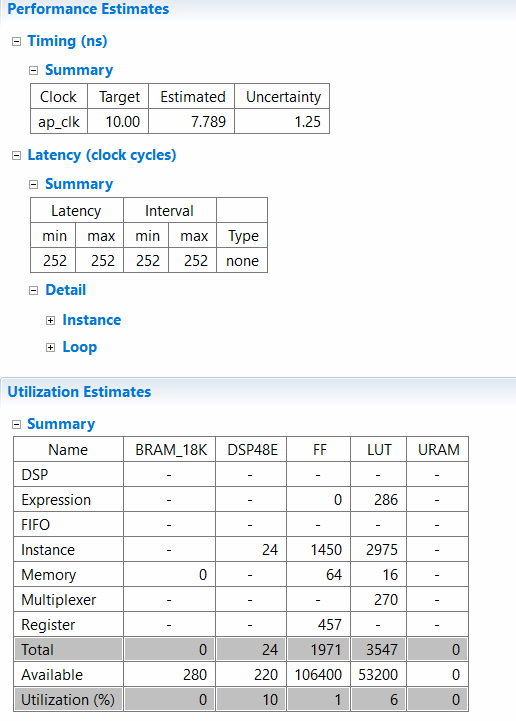 Performance Estimates
Timing (ns)
Summary
Clock Target Estimated Uncertainty
ap_clk 10.00 7.789 1.25
Latency (clock cycles)
Summary
Latency Interval
min max min max Type
252 252 252 252 none
Detail
Instance
Loop
Utilization Estimates
Summary
Name BRAM_18K DSP48E FF LUT URAM
DSP - - - - -
Expression - - 0 286 -
FIFO - - - - -
Instance - 24 1450 2975 -
Memory 0 - 64 16 -
Multiplexer - - - 270 -
Register - - 457 - -
Total 0 24 1971 3547 0
Available 280 220 106400 53200 0
Utilization (%) 0 10 1 6 0